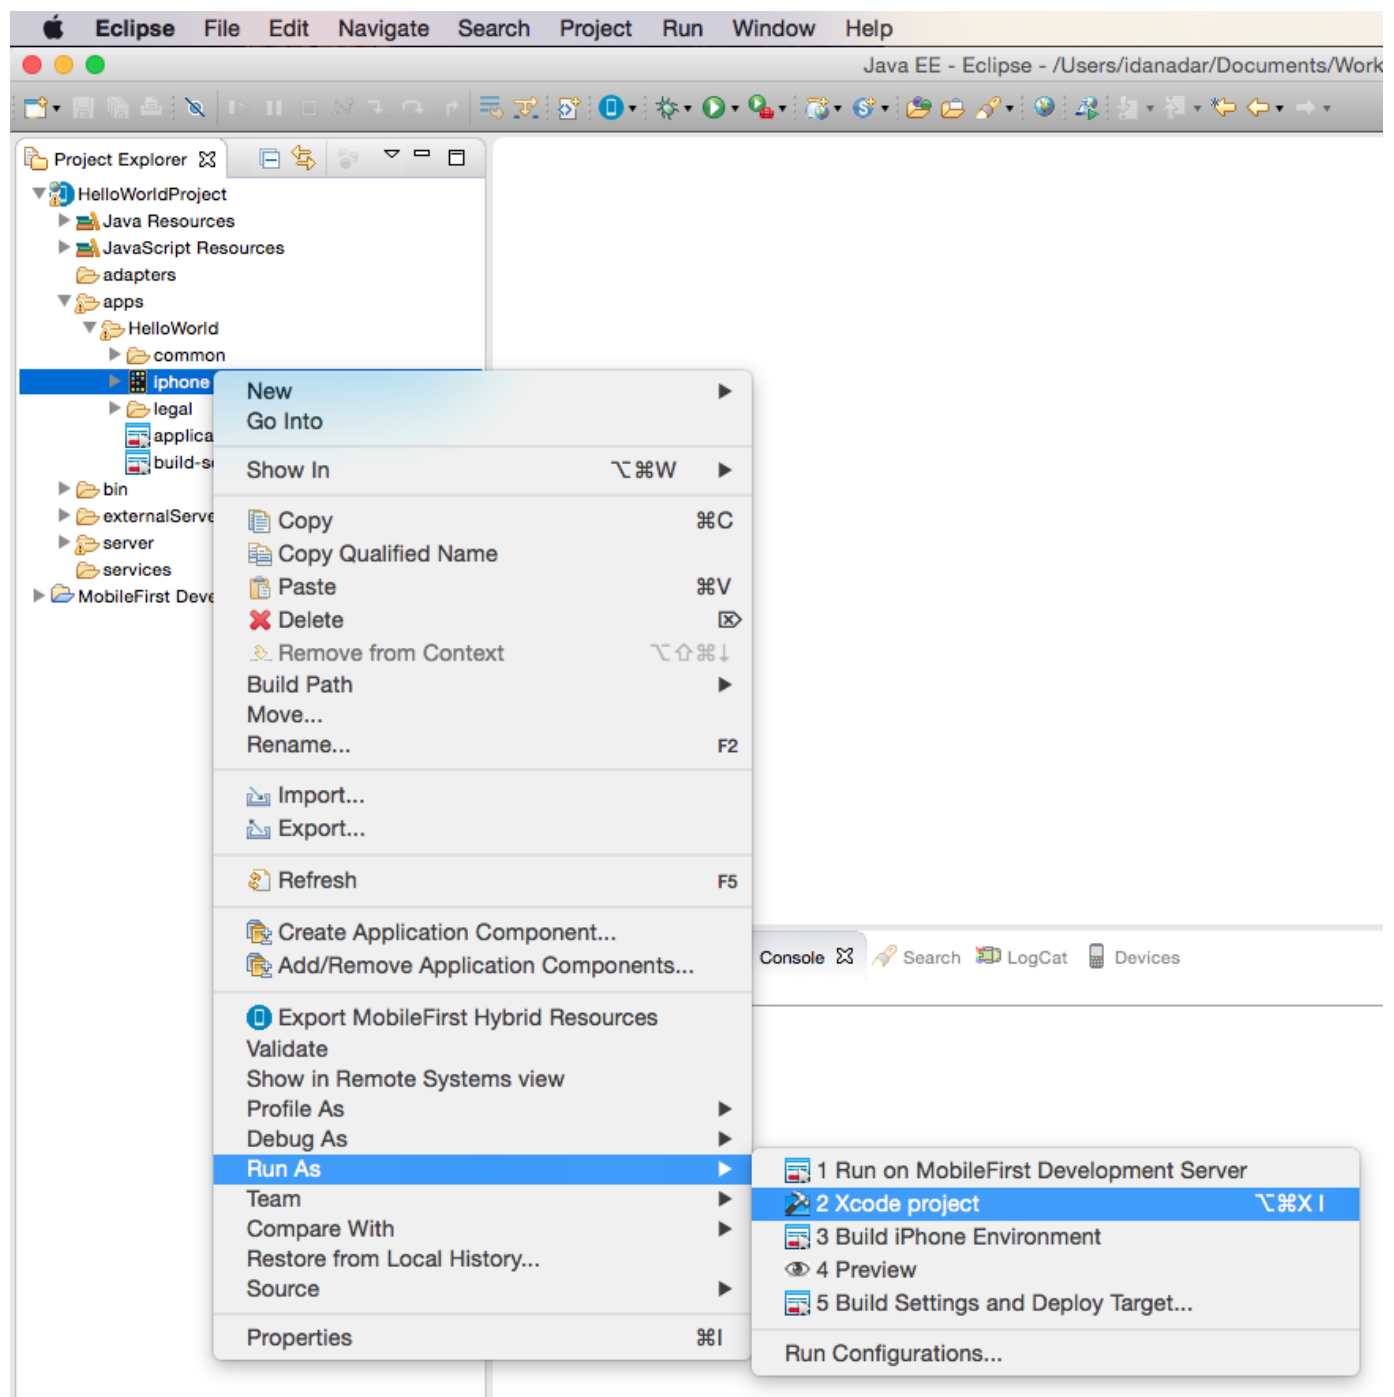 Eclipse File Edit Navigate Search Project Run Window Help
Java EE - Eclipse - /Users/idanadar/Documents/Work
Project Explorer
HelloWorldProject
Java Resources
JavaScript Resources
adapters
apps
HelloWorld
common
iphone
legal
applica
build-s
bin
externalServe
server
services
MobileFirst Deve
New
Go Into
Show In ⌥⌘W
Copy ⌘C
Copy Qualified Name
Paste ⌘V
Delete ⌦
Remove from Context ⌥⇧⌘↓
Build Path
Move...
Rename... F2
Import...
Export...
Refresh F5
Create Application Component...
Add/Remove Application Components...
Export MobileFirst Hybrid Resources
Validate
Show in Remote Systems view
Profile As
Debug As
Run As
Team
Compare With
Restore from Local History...
Source
Properties ⌘I
1 Run on MobileFirst Development Server
2 Xcode project ⌥⌘X I
3 Build iPhone Environment
4 Preview
5 Build Settings and Deploy Target...
Run Configurations...
Console Search LogCat Devices